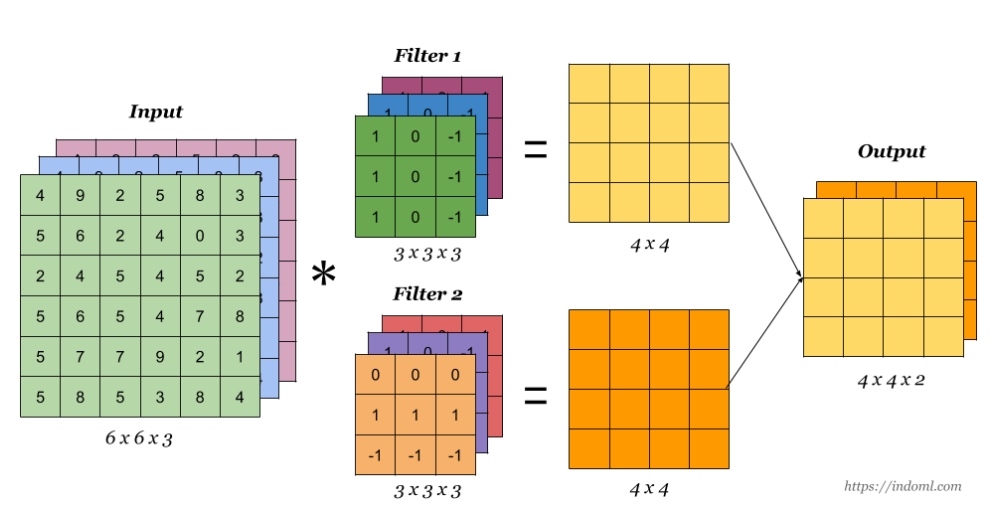 Filter 1
Input
1 0 -1
1 0 -1
1 0 -1
3 x 3 x 3
=
4 x 4
4 9 2 5 8 3
5 6 2 4 0 3
2 4 5 4 5 2
5 6 5 4 7 8
5 7 7 9 2 1
5 8 5 3 8 4
6 x 6 x 3
*
Filter 2
1 0 -1
0 0 0
1 1 1
-1 -1 -1
3 x 3 x 3
=
4 x 4
Output
4 x 4 x 2
https://indoml.com